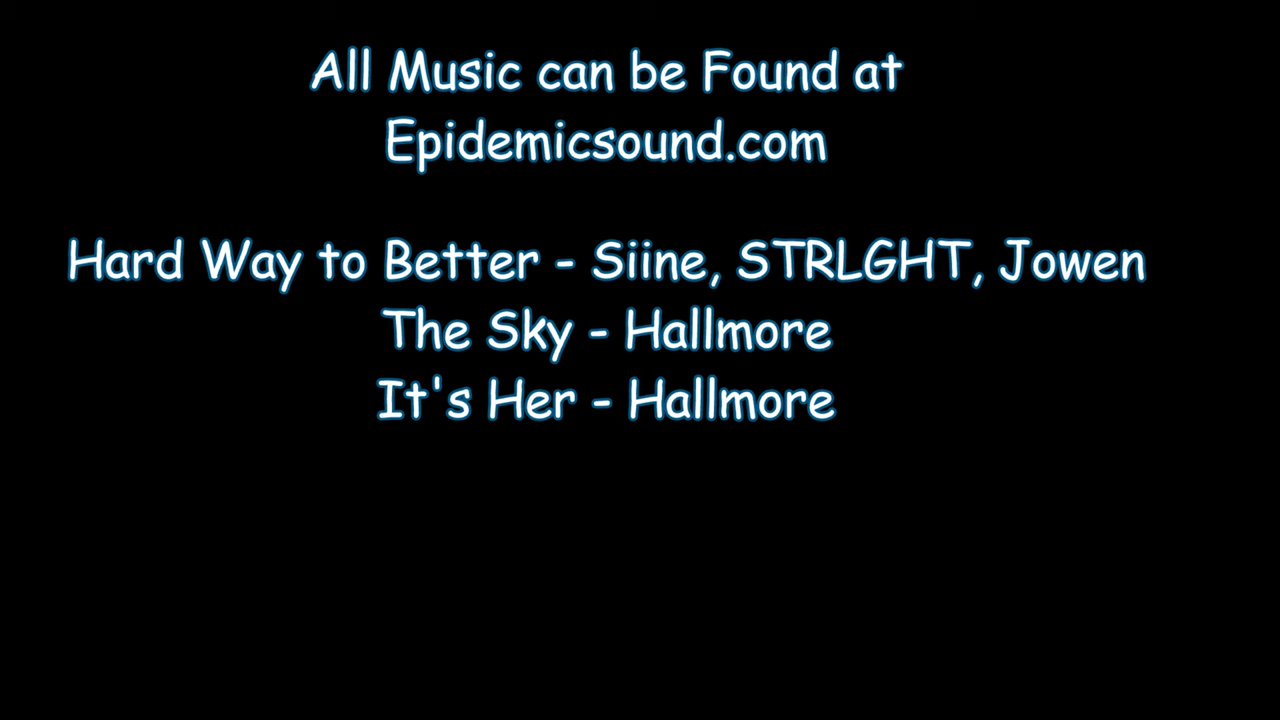 All Music can be Found at
Epidemicsound.com
Hard Way to Better - Siine, STRLGHT, Jowen
The Sky - Hallmore
It's Her - Hallmore